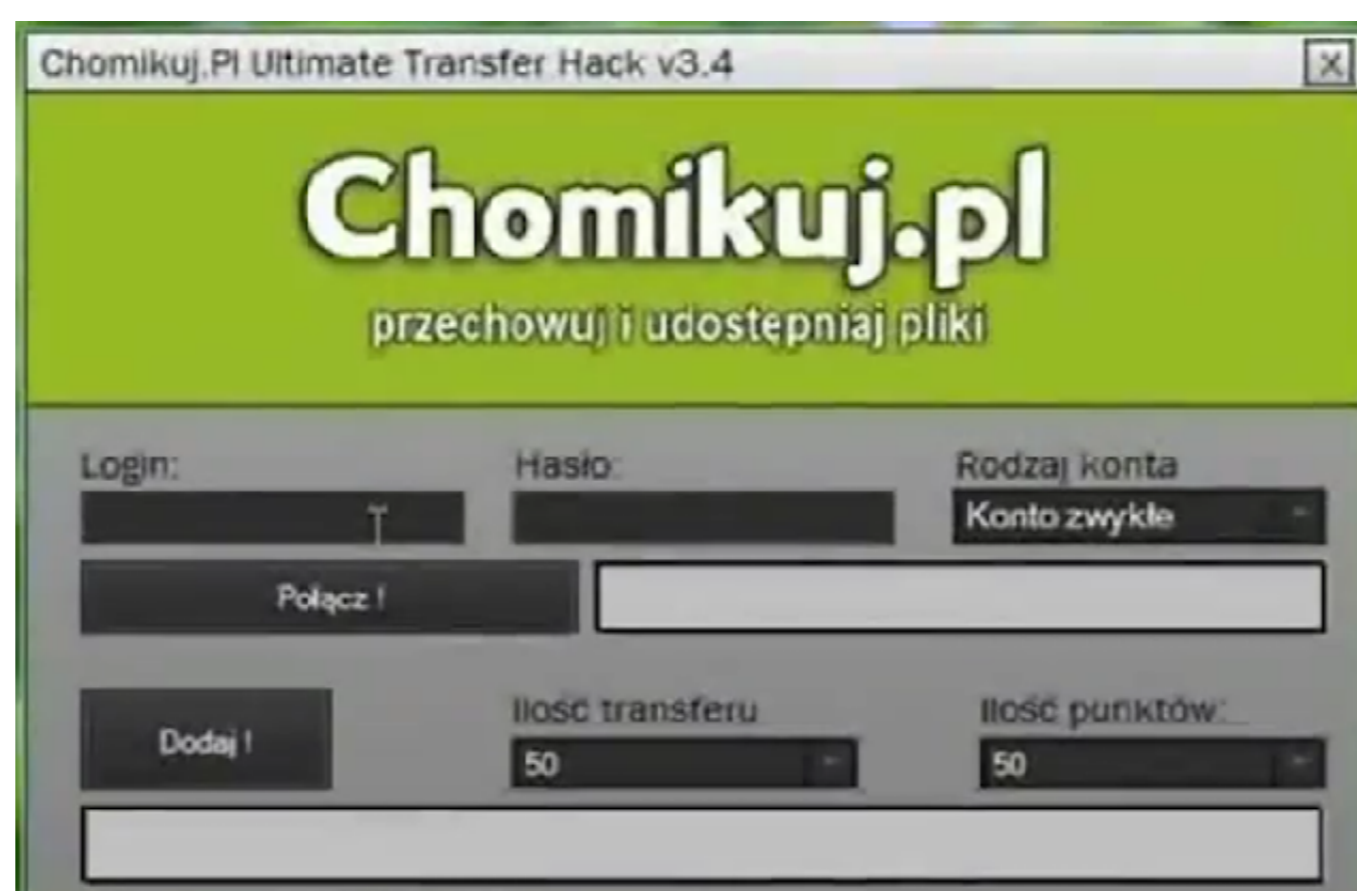 Chomikuj.Pl Ultimate Transfer Hack v3.4
X
Chomikuj.pl
przechowuj i udostępniaj pliki
Login: Hasło: Rodzaj konta
Konto zwykłe
Połącz !
Ilość transferu Ilość punktów:
Dodaj !
50 50